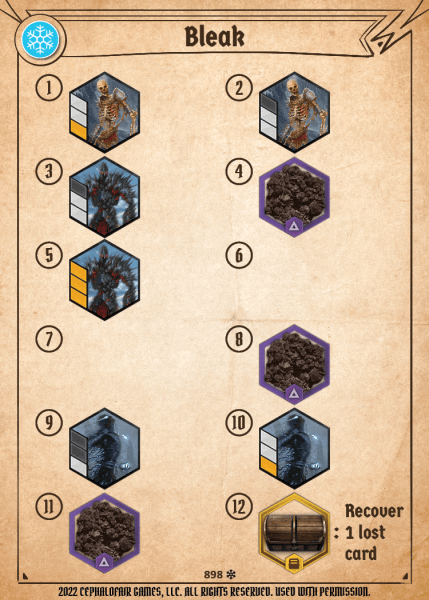 Bleak
1
2
3
4
5
6
7
8
9
10
11
12
Recover
: 1 lost
card
898
2022 CEPHALOFAIR GAMES, LLC. ALL RIGHTS RESERVED. USED WITH PERMISSION.